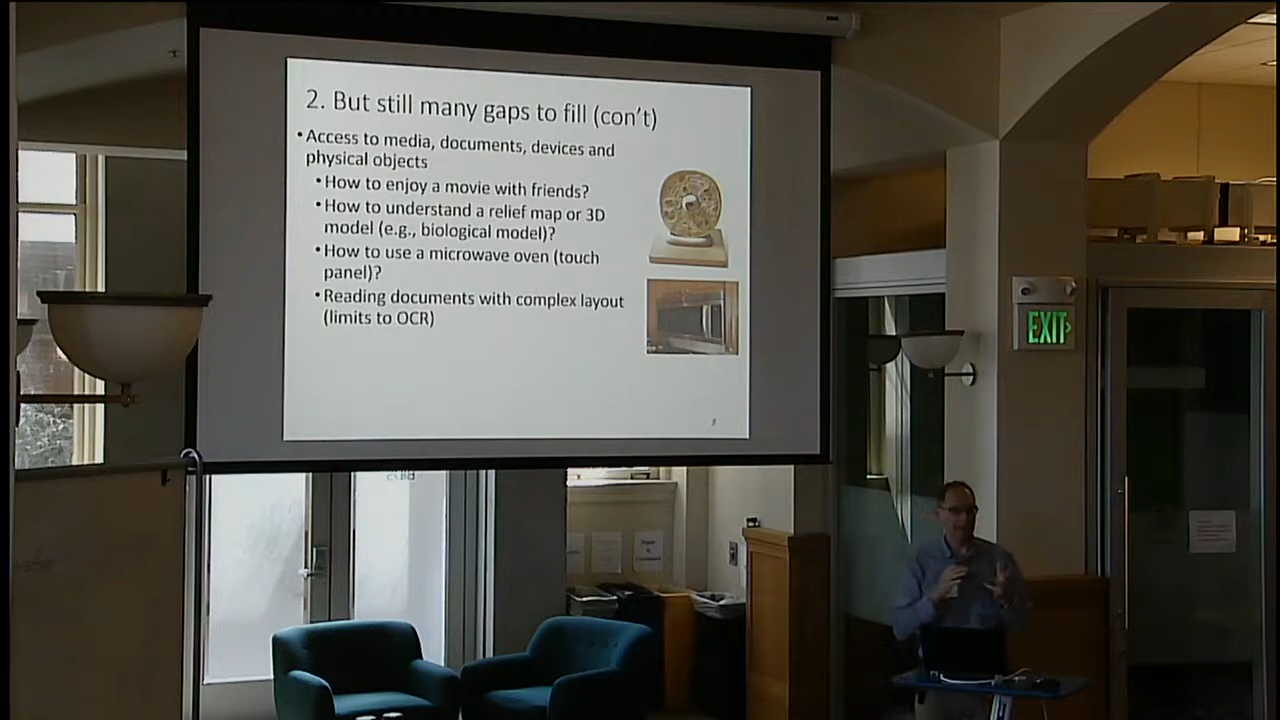 2. But still many gaps to fill (con't)
•Access to media, documents, devices and
physical objects
•How to enjoy a movie with friends?
•How to understand a relief map or 3D
model (e.g., biological model)?
•How to use a microwave oven (touch
panel)?
•Reading documents with complex layout
(limits to OCR)
EXIT
BIDS